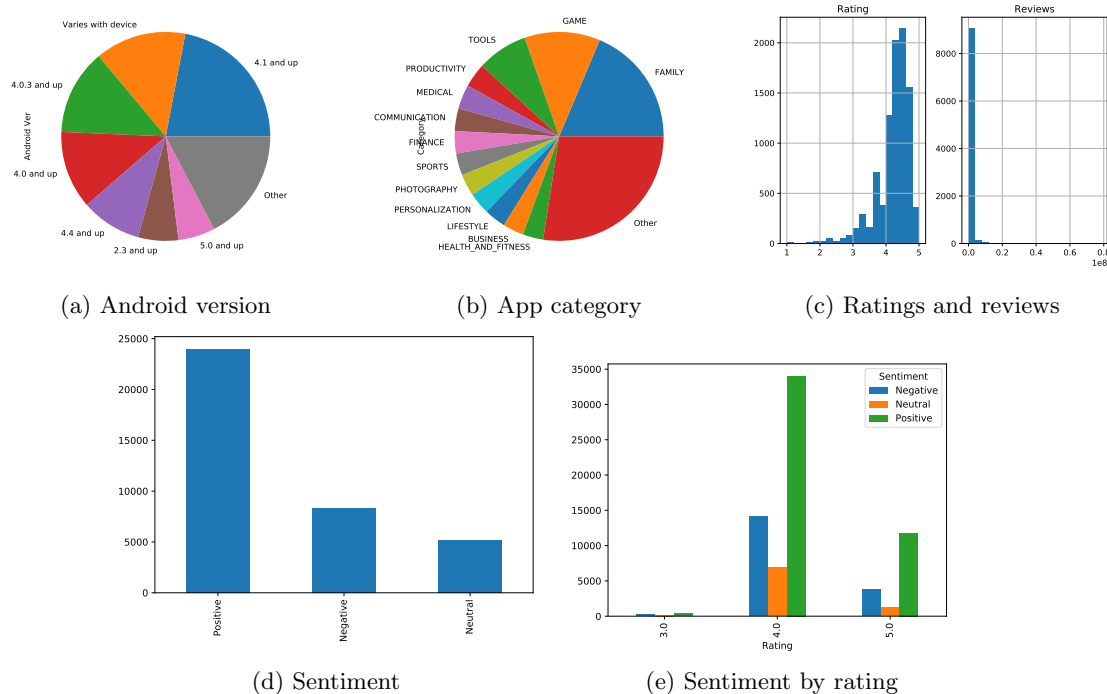 Varies with device
4.1 and up
4.0.3 and up
Android Ver
4.0 and up
4.4 and up
2.3 and up
5.0 and up
Other
(a) Android version
GAME
TOOLS
FAMILY
PRODUCTIVITY
MEDICAL
COMMUNICATION
Category
FINANCE
SPORTS
PHOTOGRAPHY
PERSONALIZATION
LIFESTYLE
BUSINESS
HEALTH_AND_FITNESS
Other
(b) App category
Rating
2000
1500
1000
500
0
1 2 3 4 5
Reviews
8000
6000
4000
2000
0
0.0 0.2 0.4 0.6 0.8
1e8
(c) Ratings and reviews
25000
20000
15000
10000
5000
0
Positive
Negative
Neutral
(d) Sentiment
35000
30000
25000
20000
15000
10000
5000
0
Sentiment
Negative
Neutral
Positive
3.0
4.0
5.0
Rating
(e) Sentiment by rating